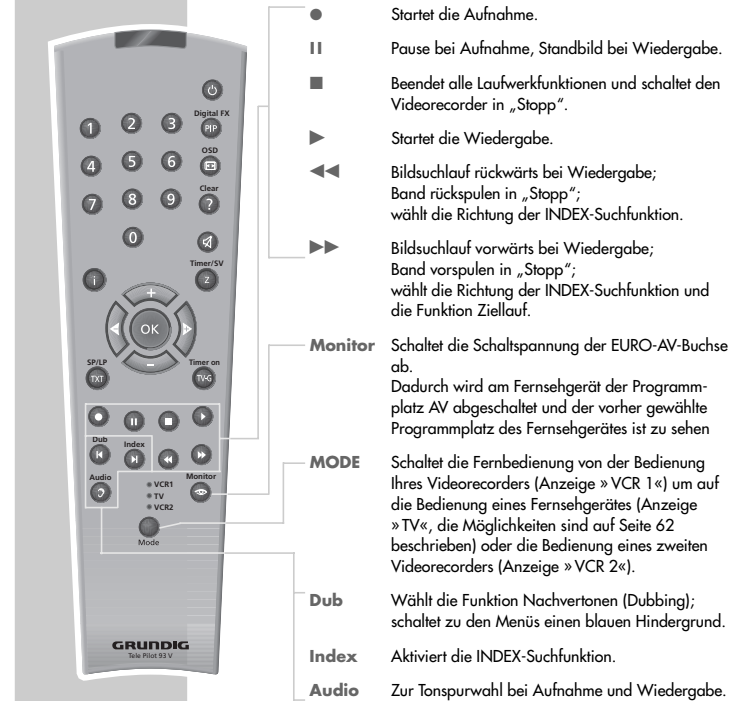 Digital FX
1 2 3 PIP
OSD
4 5 6
Clear
7 8 9 ?
0
Timer/SV
i Z
+
OK
–
SP/LP Timer on
TXT TV-G
Dub Index
Audio Monitor
VCR1
TV
VCR2
Mode
GRUNDIG
Tele Pilot 93 V
● Startet die Aufnahme.
II Pause bei Aufnahme, Standbild bei Wiedergabe.
■ Beendet alle Laufwerkfunktionen und schaltet den
Videorecorder in „Stopp“.
▶ Startet die Wiedergabe.
◀◀ Bildsuchlauf rückwärts bei Wiedergabe;
Band rückspulen in „Stopp“;
wählt die Richtung der INDEX-Suchfunktion.
▶▶ Bildsuchlauf vorwärts bei Wiedergabe;
Band vorspulen in „Stopp“;
wählt die Richtung der INDEX-Suchfunktion und
die Funktion Ziellauf.
Monitor Schaltet die Schaltspannung der EURO-AV-Buchse
ab.
Dadurch wird am Fernsehgerät der Programm-
platz AV abgeschaltet und der vorher gewählte
Programmplatz des Fernsehgerätes ist zu sehen
MODE Schaltet die Fernbedienung von der Bedienung
Ihres Videorecorders (Anzeige »VCR 1«) um auf
die Bedienung eines Fernsehgerätes (Anzeige
»TV«, die Möglichkeiten sind auf Seite 62
beschrieben) oder die Bedienung eines zweiten
Videorecorders (Anzeige »VCR 2«).
Dub Wählt die Funktion Nachvertonen (Dubbing);
schaltet zu den Menüs einen blauen Hindergrund.
Index Aktiviert die INDEX-Suchfunktion.
Audio Zur Tonspurwahl bei Aufnahme und Wiedergabe.